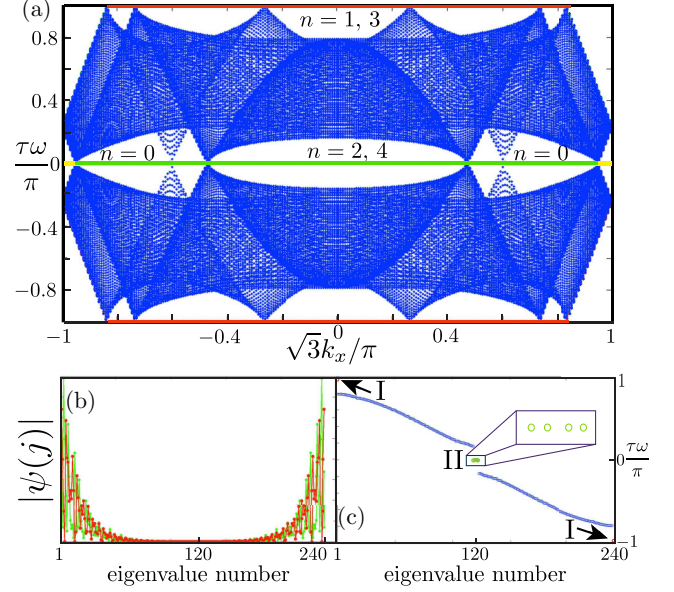 (a)
n = 1, 3
0.8
0.4
τω/π
n = 0
n = 2, 4
n = 0
0
−0.4
−0.8
−1
−0.4
0
0.4
1
√3kₓ/π
(b)
|ψ(j)|
1
120
240
eigenvalue number
I
II
(c)
I
1
0
τω/π
−1
1
120
240
eigenvalue number